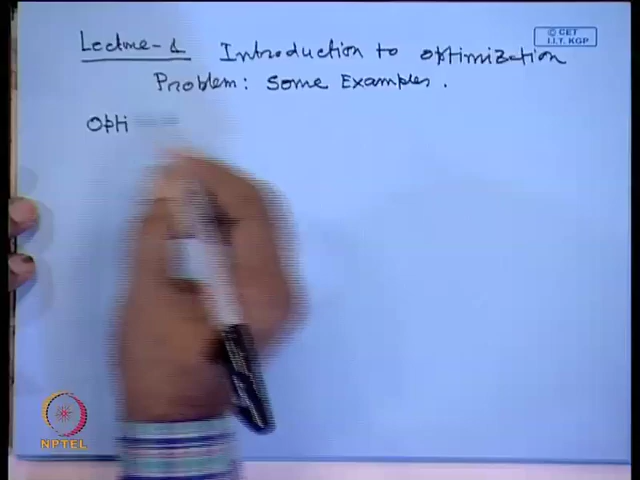 Lecture-1 Introduction to Optimization
Problem: Some Examples.
Opti
© CET
I.I.T. KGP
NPTEL